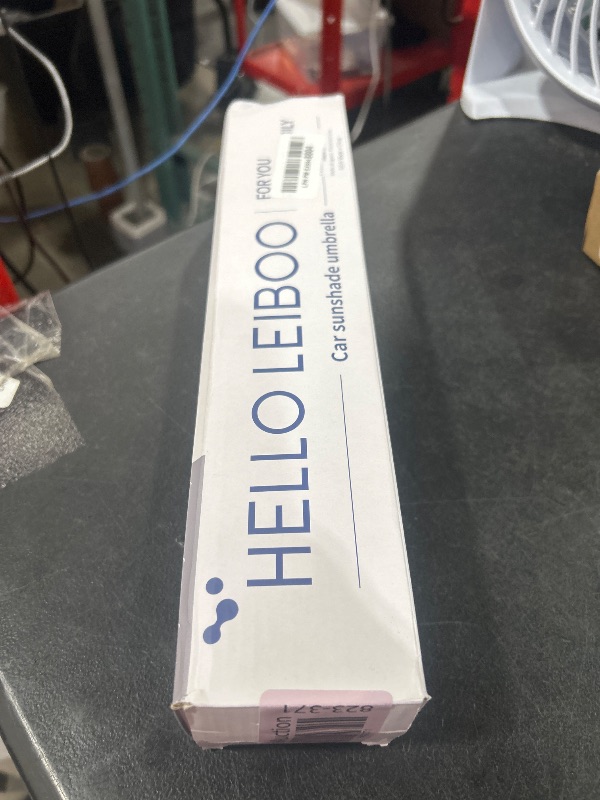 HELLO LEIBOO
FOR YOU
Car sunshade umbrella
823-371